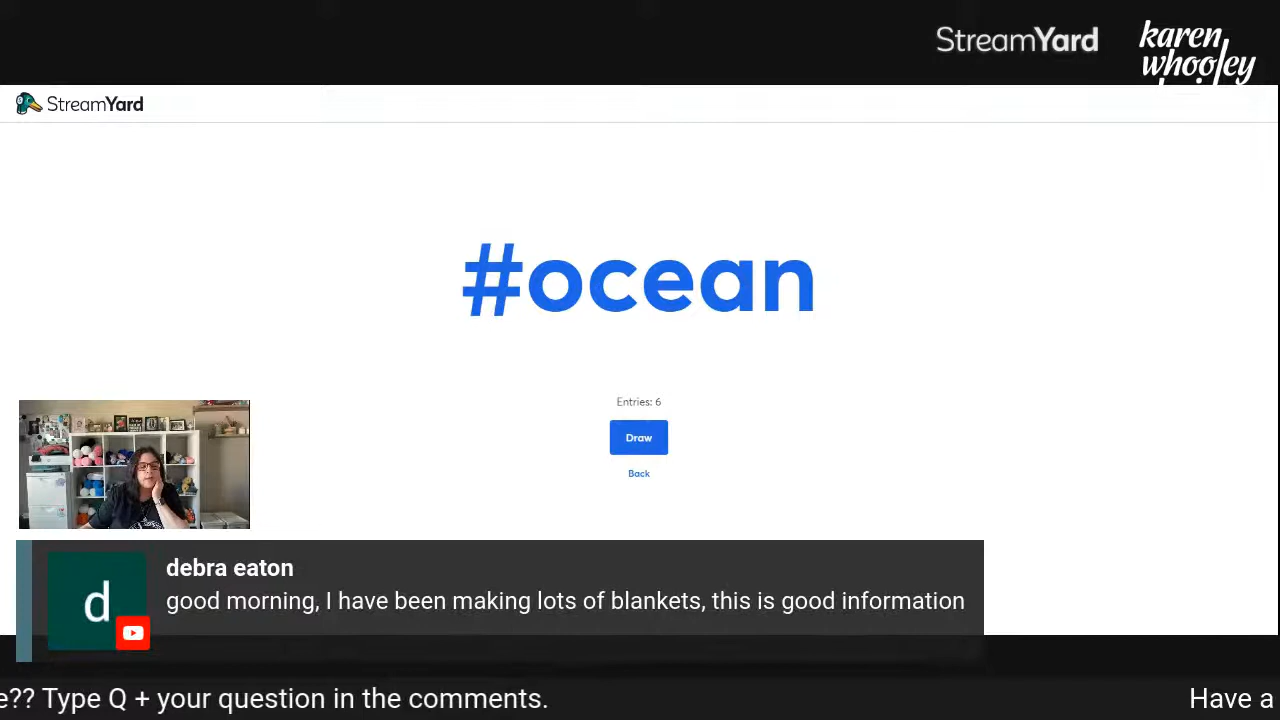 StreamYard
karen
whooley
StreamYard
#ocean
Entries: 6
Draw
Back
d
debra eaton
good morning, I have been making lots of blankets, this is good information
e?? Type Q + your question in the comments.
Have a